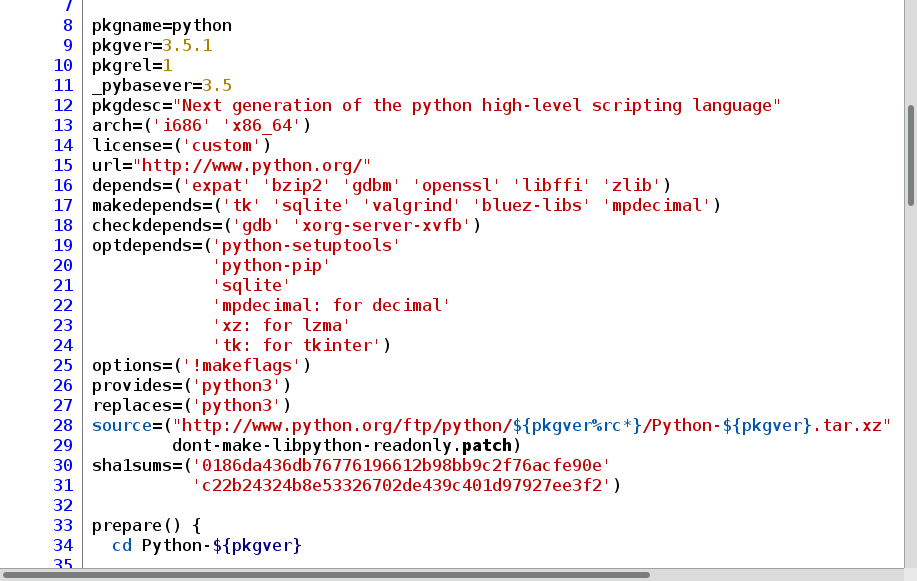 7
8 pkgname=python
9 pkgver=3.5.1
10 pkgrel=1
11 _pybasever=3.5
12 pkgdesc="Next generation of the python high-level scripting language"
13 arch=('i686' 'x86_64')
14 license=('custom')
15 url="http://www.python.org/"
16 depends=('expat' 'bzip2' 'gdbm' 'openssl' 'libffi' 'zlib')
17 makedepends=('tk' 'sqlite' 'valgrind' 'bluez-libs' 'mpdecimal')
18 checkdepends=('gdb' 'xorg-server-xvfb')
19 optdepends=('python-setuptools'
20             'python-pip'
21             'sqlite'
22             'mpdecimal: for decimal'
23             'xz: for lzma'
24             'tk: for tkinter')
25 options=('!makeflags')
26 provides=('python3')
27 replaces=('python3')
28 source=("http://www.python.org/ftp/python/${pkgver%rc*}/Python-${pkgver}.tar.xz"
29         dont-make-libpython-readonly.patch)
30 sha1sums=('0186da436db76776196612b98bb9c2f76acfe90e'
31           'c22b24324b8e53326702de439c401d97927ee3f2')
32
33 prepare() {
34   cd Python-${pkgver}
35